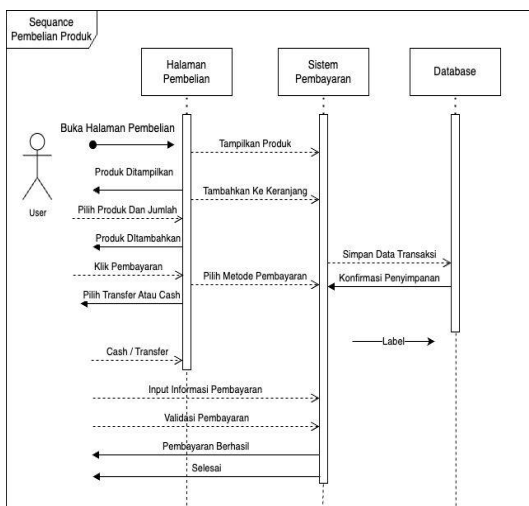 Sequance
Pembelian Produk
Halaman
Pembelian
Sistem
Pembayaran
Database
Buka Halaman Pembelian
Tampilkan Produk
Produk Ditampilkan
Tambahkan Ke Keranjang
User
Pilih Produk Dan Jumlah
Produk DItambahkan
Simpan Data Transaksi
Klik Pembayaran
Pilih Metode Pembayaran
Konfirmasi Penyimpanan
Pilih Transfer Atau Cash
Label
Cash / Transfer
Input Informasi Pembayaran
Validasi Pembayaran
Pembayaran Berhasil
Selesai